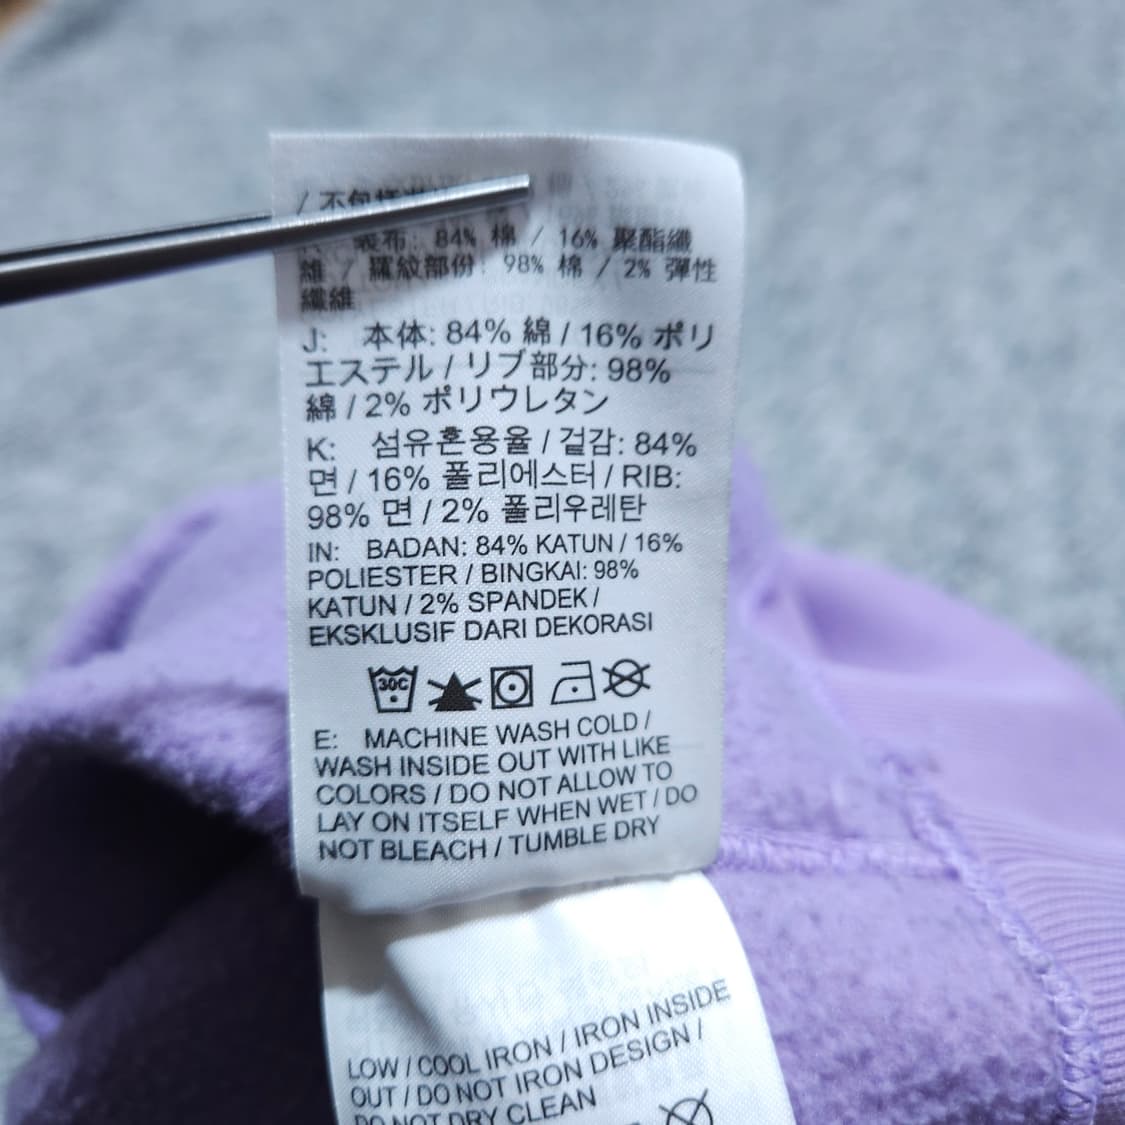 / 不包括
表布: 84% 棉 / 16% 聚酯纖
維 / 羅紋部份: 98% 棉 / 2% 彈性
纖維
J: 本体: 84% 綿 / 16% ポリ
エステル / リブ部分: 98%
綿 / 2% ポリウレタン
K: 섬유혼용율 / 겉감: 84%
면 / 16% 폴리에스터 / RIB:
98% 면 / 2% 폴리우레탄
IN: BADAN: 84% KATUN / 16%
POLIESTER / BINGKAI: 98%
KATUN / 2% SPANDEK /
EKSKLUSIF DARI DEKORASI
30C
E: MACHINE WASH COLD /
WASH INSIDE OUT WITH LIKE
COLORS / DO NOT ALLOW TO
LAY ON ITSELF WHEN WET / DO
NOT BLEACH / TUMBLE DRY
LOW / COOL IRON / IRON INSIDE
OUT / DO NOT IRON DESIGN /
DO NOT DRY CLEAN